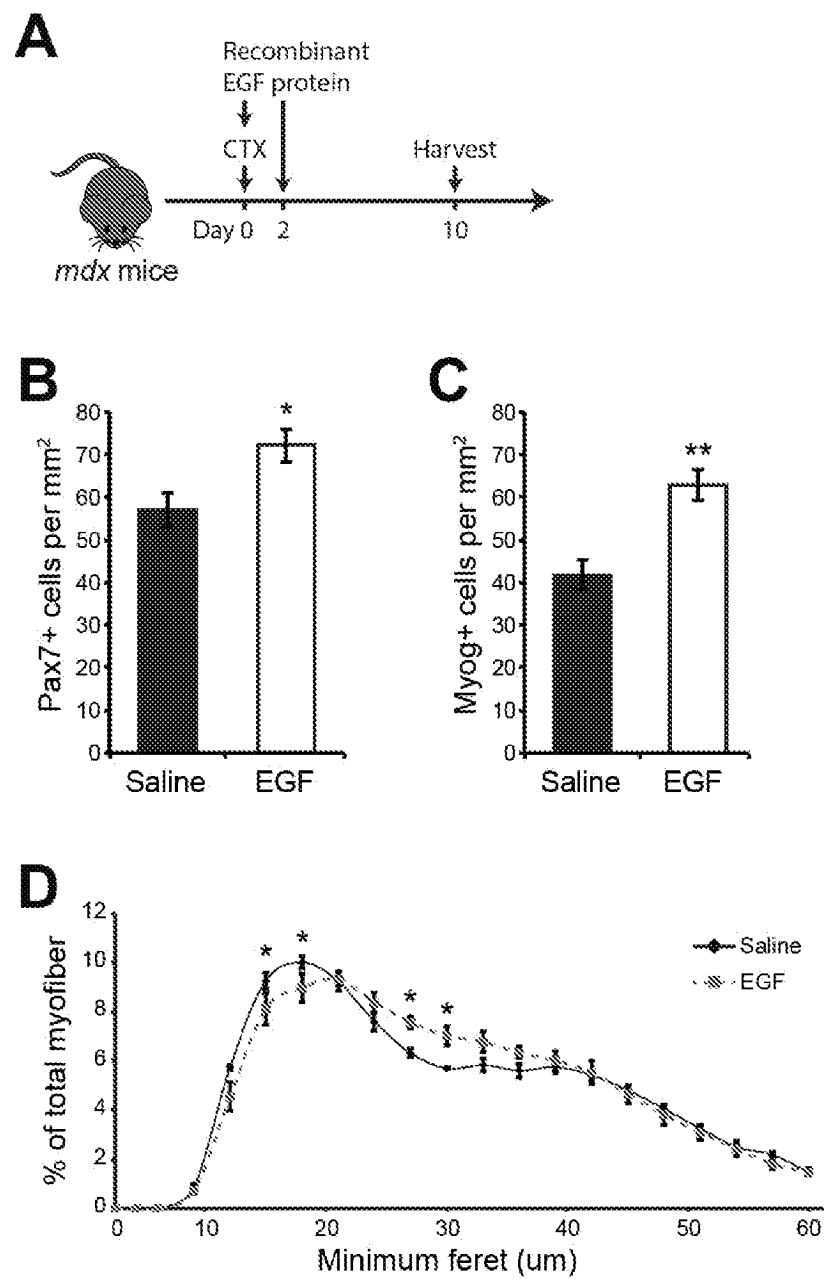 A
Recombinant
EGF protein
CTX
Harvest
Day 0 2 10
mdx mice
B
Pax7+ cells per mm²
80
70
60
50
40
30
20
10
0
*
Saline EGF
C
Myog+ cells per mm²
80
70
60
50
40
30
20
10
0
**
Saline EGF
D
% of total myofiber
12
10
8
6
4
2
0
* * * *
Saline
EGF
0 10 20 30 40 50 60
Minimum feret (um)